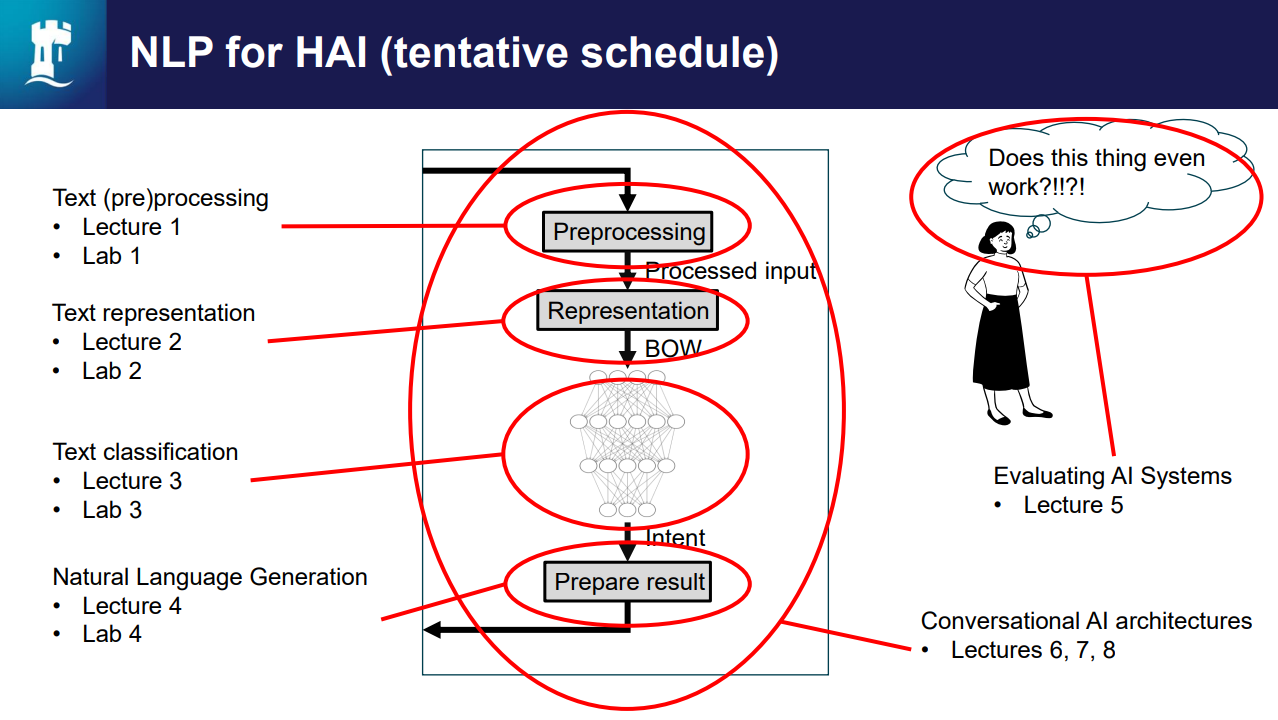 NLP for HAI (tentative schedule)
Text (pre)processing
• Lecture 1
• Lab 1
Text representation
• Lecture 2
• Lab 2
Text classification
• Lecture 3
• Lab 3
Natural Language Generation
• Lecture 4
• Lab 4
Preprocessing
Processed input
Representation
BOW
Intent
Prepare result
Does this thing even
work?!!?!
Evaluating AI Systems
• Lecture 5
Conversational AI architectures
• Lectures 6, 7, 8